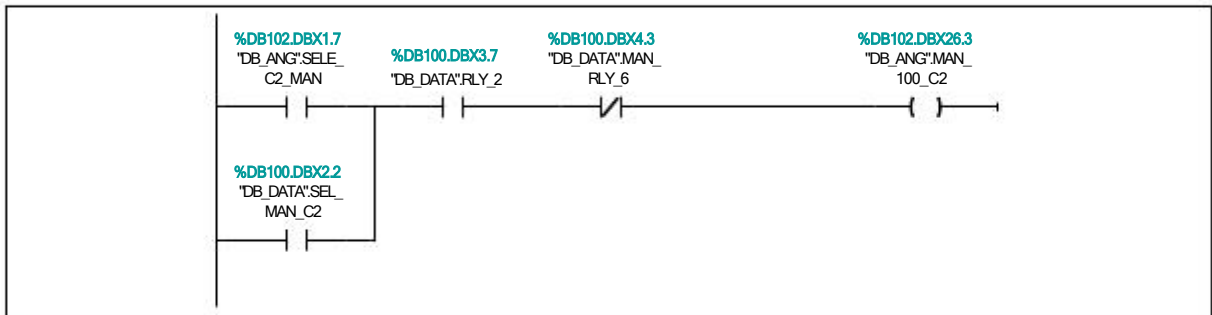 %DB102.DBX1.7
"DB_ANG".SELE_
C2_MAN
%DB100.DBX3.7
"DB_DATA".RLY_2
%DB100.DBX4.3
"DB_DATA".MAN_
RLY_6
%DB102.DBX26.3
"DB_ANG".MAN_
100_C2
%DB100.DBX2.2
"DB_DATA".SEL_
MAN_C2